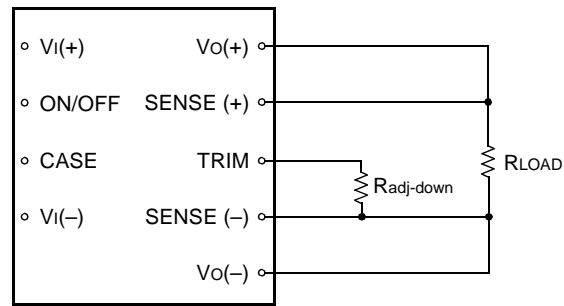 VI(+) VO(+)
ON/OFF SENSE (+)
CASE TRIM
Radj-down
RLOAD
VI(–) SENSE (–)
VO(–)